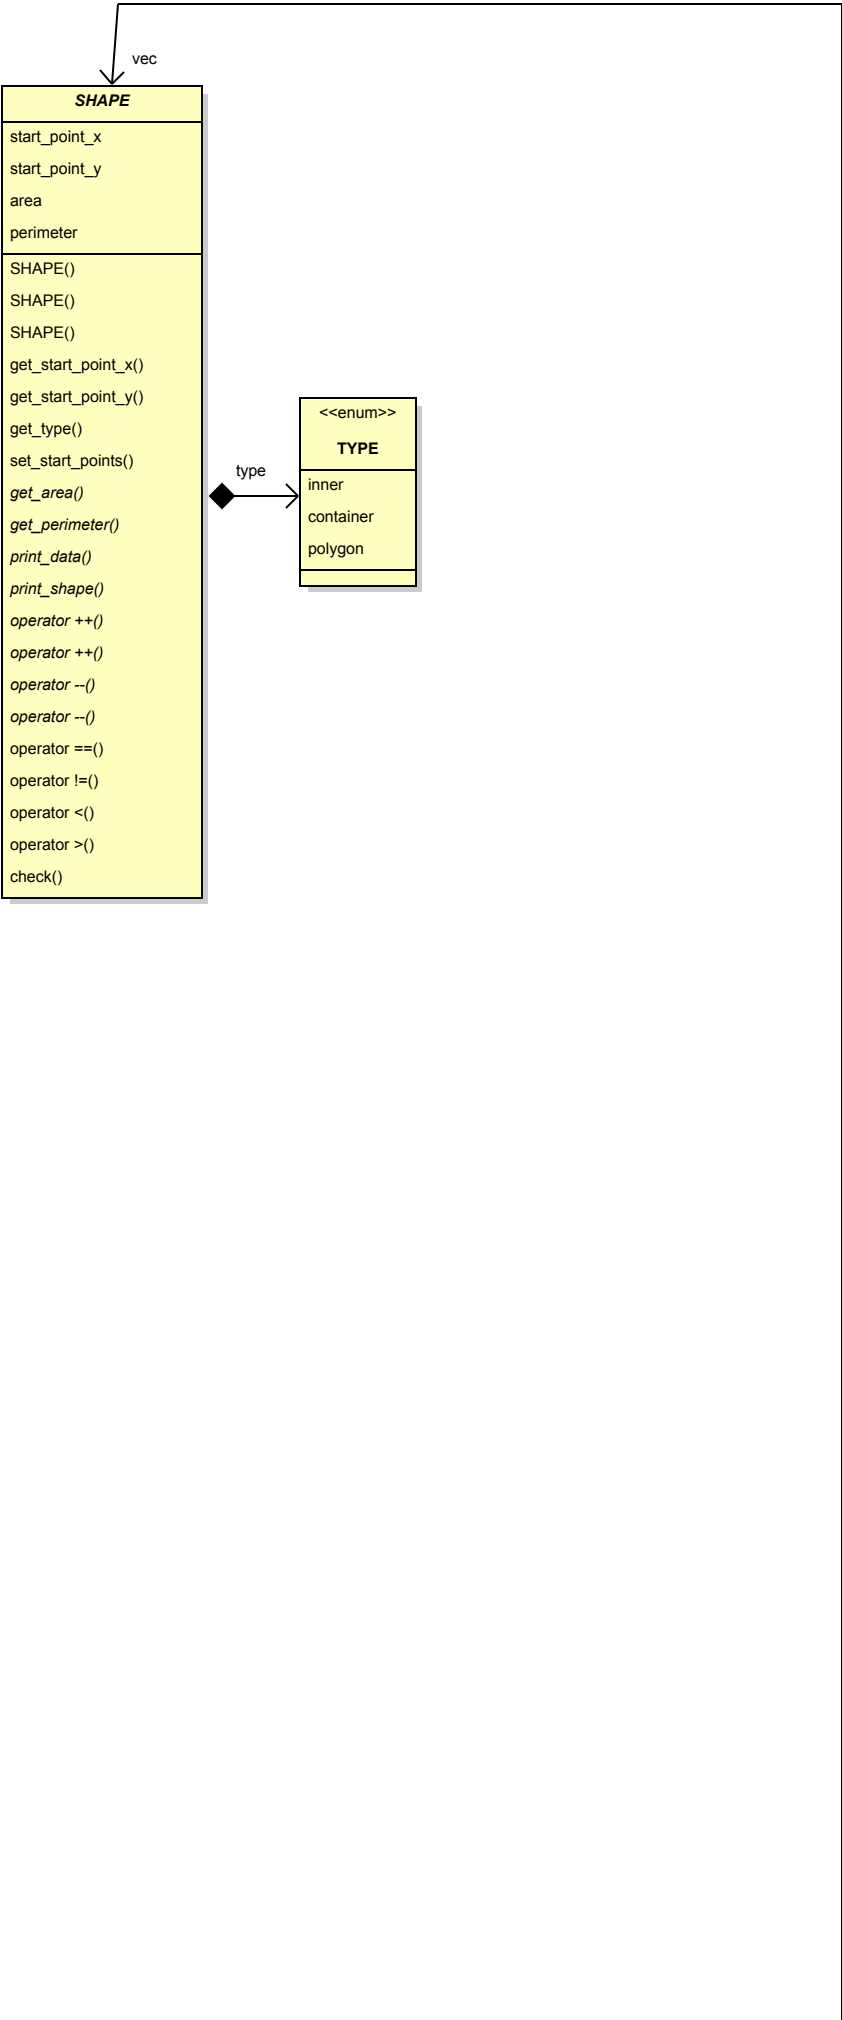 vec
SHAPE
start_point_x
start_point_y
area
perimeter
SHAPE()
SHAPE()
SHAPE()
get_start_point_x()
get_start_point_y()
get_type()
set_start_points()
get_area()
get_perimeter()
print_data()
print_shape()
operator ++()
operator ++()
operator --()
operator --()
operator ==()
operator !=()
operator <()
operator >()
check()
type
<<enum>>
TYPE
inner
container
polygon